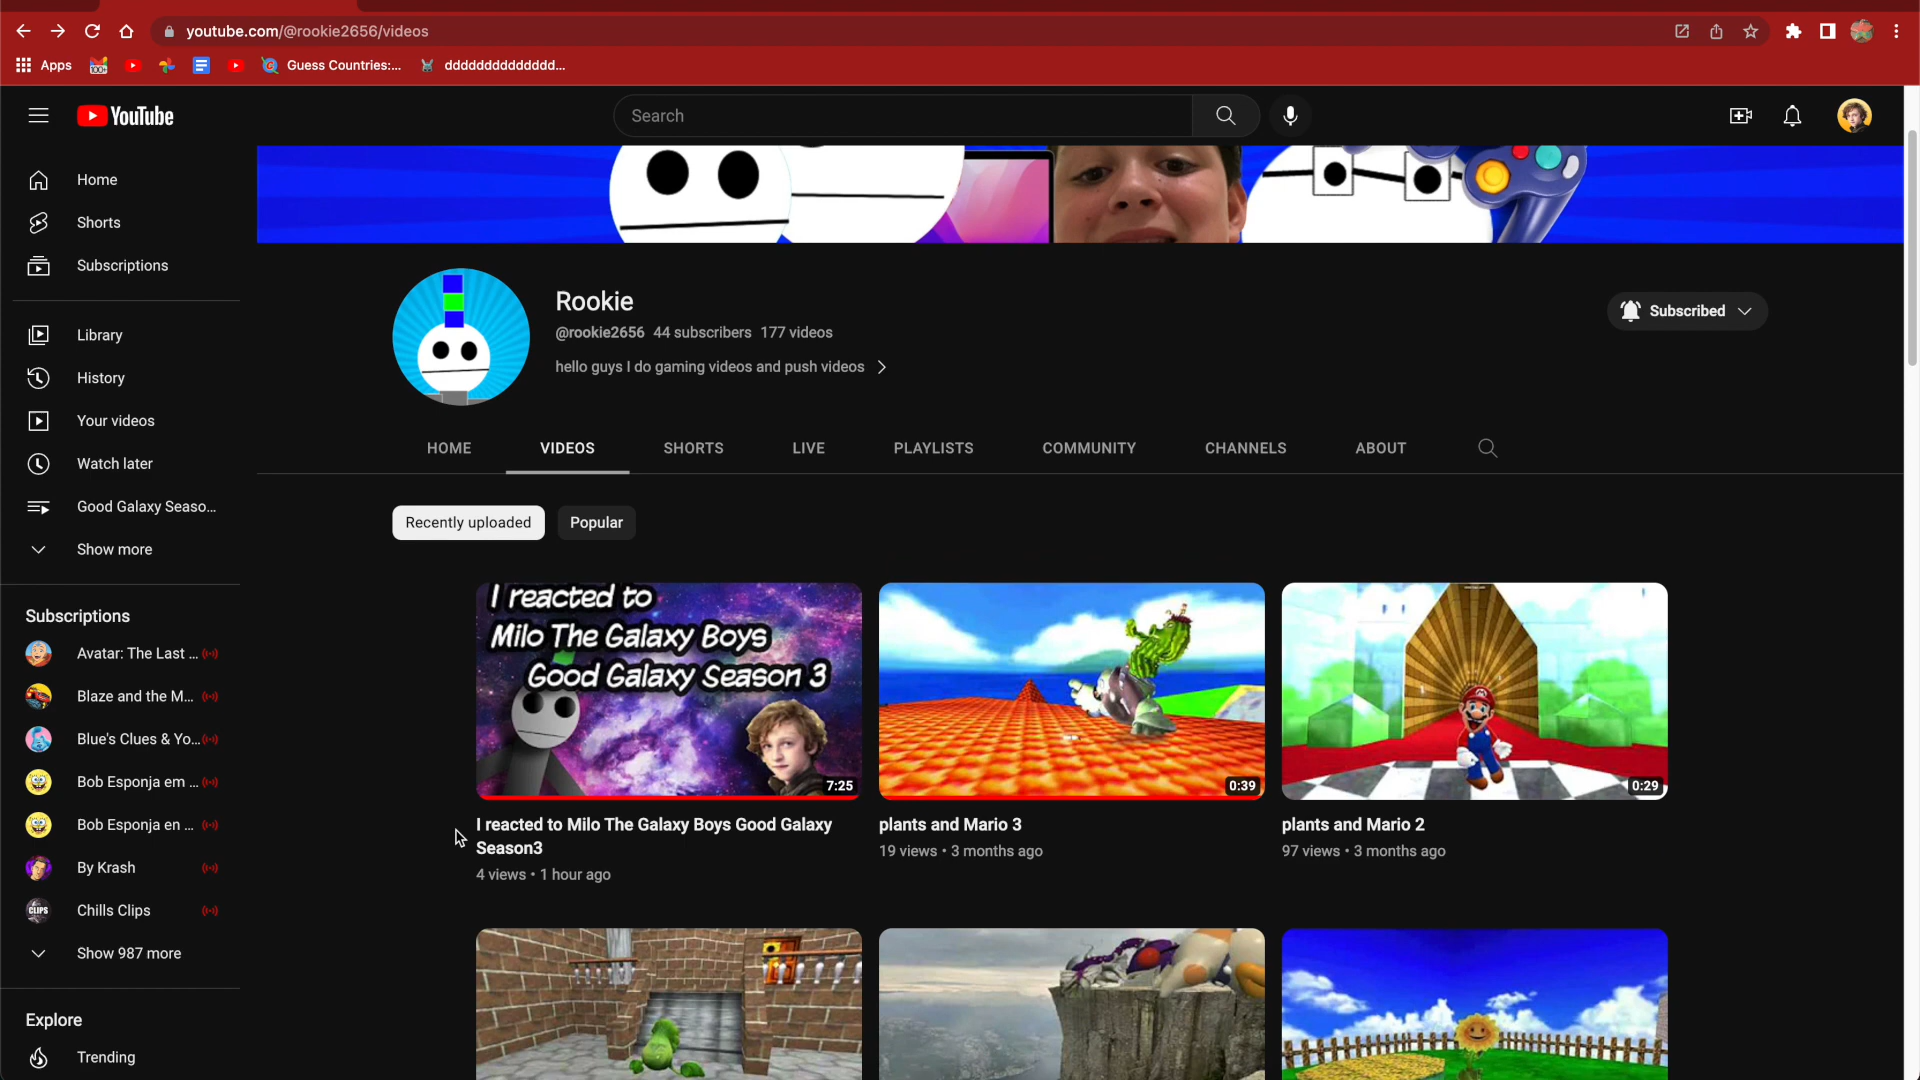 youtube.com/@rookie2656/videos
Apps
Guess Countries:...
dddddddddddddd...
YouTube
Search
Home
Shorts
Subscriptions
Library
History
Your videos
Watch later
Good Galaxy Seaso...
Show more
Subscriptions
Avatar: The Last ...
Blaze and the M...
Blue's Clues & Yo...
Bob Esponja em ...
Bob Esponja en ...
By Krash
CLIPS
Chills Clips
Show 987 more
Explore
Trending
Rookie
@rookie2656 44 subscribers 177 videos
hello guys I do gaming videos and push videos
Subscribed
HOME VIDEOS SHORTS LIVE PLAYLISTS COMMUNITY CHANNELS ABOUT
Recently uploaded Popular
I reacted to
Milo The Galaxy Boys
Good Galaxy Season 3
7:25
I reacted to Milo The Galaxy Boys Good Galaxy
Season3
4 views • 1 hour ago
0:39
plants and Mario 3
19 views • 3 months ago
0:29
plants and Mario 2
97 views • 3 months ago